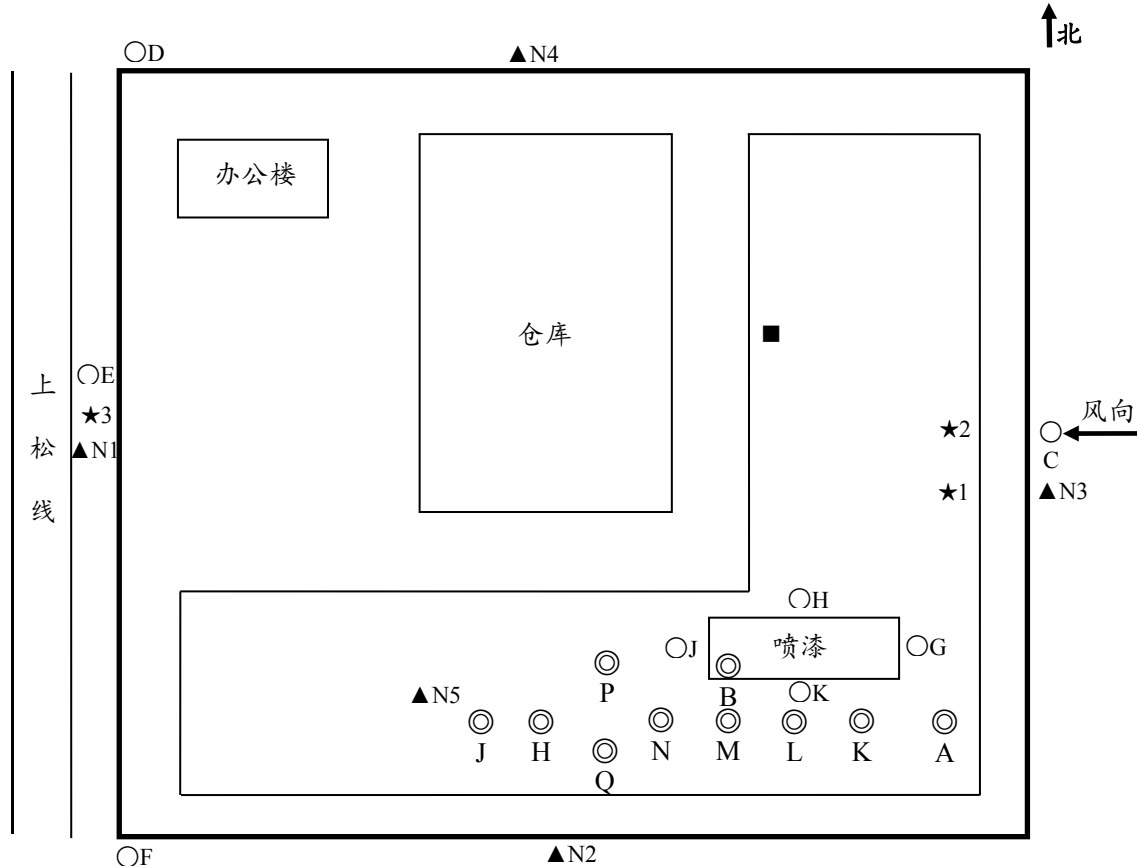 ○D
▲N4
北
办公楼
仓库
■
上
松
线
○E
★3
▲N1
风向
○
C
★2
★1
▲N3
○H
喷漆
○J
○G
◎
P
◎
B
○K
▲N5
◎
J
◎
H
◎
Q
◎
N
◎
M
◎
L
◎
K
◎
A
○F
▲N2